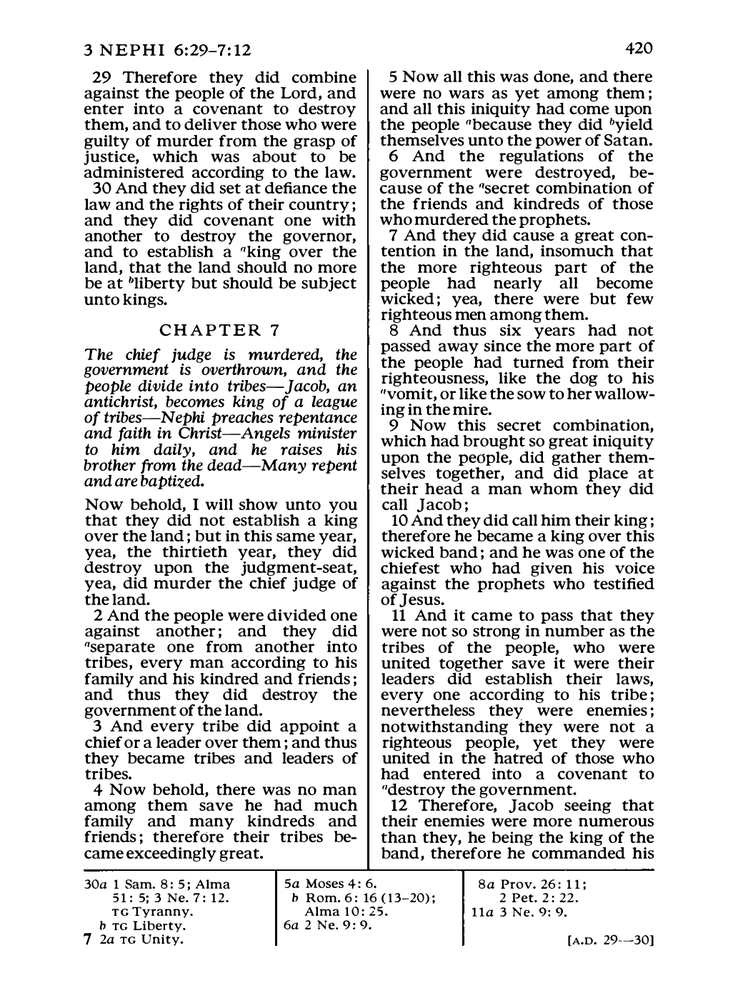 3 NEPHI 6:29–7:12
420
29 Therefore they did combine
against the people of the Lord, and
enter into a covenant to destroy
them, and to deliver those who were
guilty of murder from the grasp of
justice, which was about to be
administered according to the law.
30 And they did set at defiance the
law and the rights of their country;
and they did covenant one with
another to destroy the governor,
and to establish a aking over the
land, that the land should no more
be at bliberty but should be subject
unto kings.
CHAPTER 7
The chief judge is murdered, the
government is overthrown, and the
people divide into tribes—Jacob, an
antichrist, becomes king of a league
of tribes—Nephi preaches repentance
and faith in Christ—Angels minister
to him daily, and he raises his
brother from the dead—Many repent
and are baptized.
Now behold, I will show unto you
that they did not establish a king
over the land; but in this same year,
yea, the thirtieth year, they did
destroy upon the judgment-seat,
yea, did murder the chief judge of
the land.
2 And the people were divided one
against another; and they did
aseparate one from another into
tribes, every man according to his
family and his kindred and friends;
and thus they did destroy the
government of the land.
3 And every tribe did appoint a
chief or a leader over them; and thus
they became tribes and leaders of
tribes.
4 Now behold, there was no man
among them save he had much
family and many kindreds and
friends; therefore their tribes be-
came exceedingly great.
5 Now all this was done, and there
were no wars as yet among them;
and all this iniquity had come upon
the people abecause they did byield
themselves unto the power of Satan.
6 And the regulations of the
government were destroyed, be-
cause of the asecret combination of
the friends and kindreds of those
who murdered the prophets.
7 And they did cause a great con-
tention in the land, insomuch that
the more righteous part of the
people had nearly all become
wicked; yea, there were but few
righteous men among them.
8 And thus six years had not
passed away since the more part of
the people had turned from their
righteousness, like the dog to his
avomit, or like the sow to her wallow-
ing in the mire.
9 Now this secret combination,
which had brought so great iniquity
upon the people, did gather them-
selves together, and did place at
their head a man whom they did
call Jacob;
10 And they did call him their king;
therefore he became a king over this
wicked band; and he was one of the
chiefest who had given his voice
against the prophets who testified
of Jesus.
11 And it came to pass that they
were not so strong in number as the
tribes of the people, who were
united together save it were their
leaders did establish their laws,
every one according to his tribe;
nevertheless they were enemies;
notwithstanding they were not a
righteous people, yet they were
united in the hatred of those who
had entered into a covenant to
adestroy the government.
12 Therefore, Jacob seeing that
their enemies were more numerous
than they, he being the king of the
band, therefore he commanded his
30a 1 Sam. 8: 5; Alma
51: 5; 3 Ne. 7: 12.
TG Tyranny.
b TG Liberty.
7 2a TG Unity.
5a Moses 4: 6.
b Rom. 6: 16 (13–20);
Alma 10: 25.
6a 2 Ne. 9: 9.
8a Prov. 26: 11;
2 Pet. 2: 22.
11a 3 Ne. 9: 9.
[A.D. 29–30]